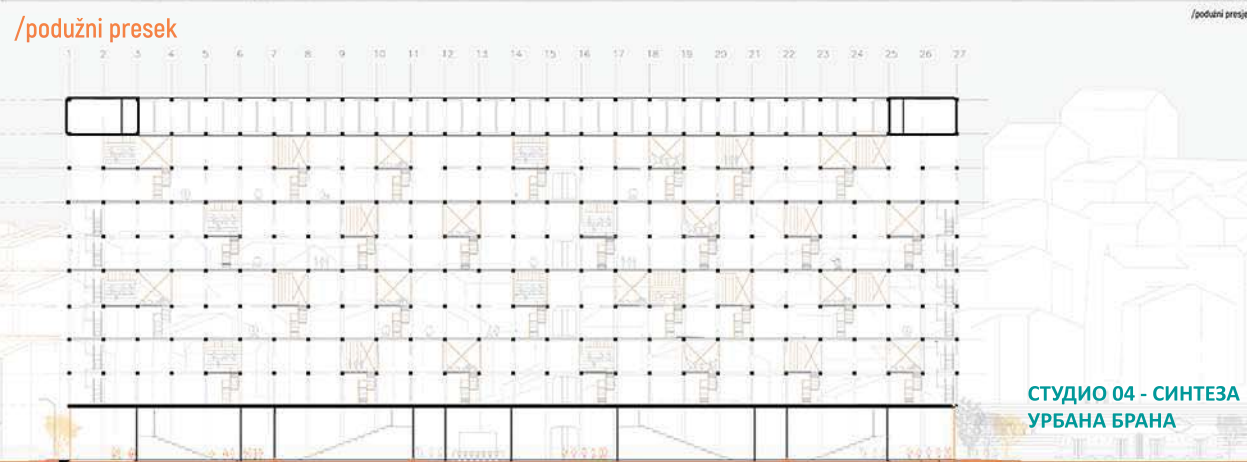 /podužni presek
/podužni presje
1 2 3 4 5 6 7 8 9 10 11 12 13 14 15 16 17 18 19 20 21 22 23 24 25 26 27
СТУДИО 04 - СИНТЕЗА
УРБАНА БРАНА